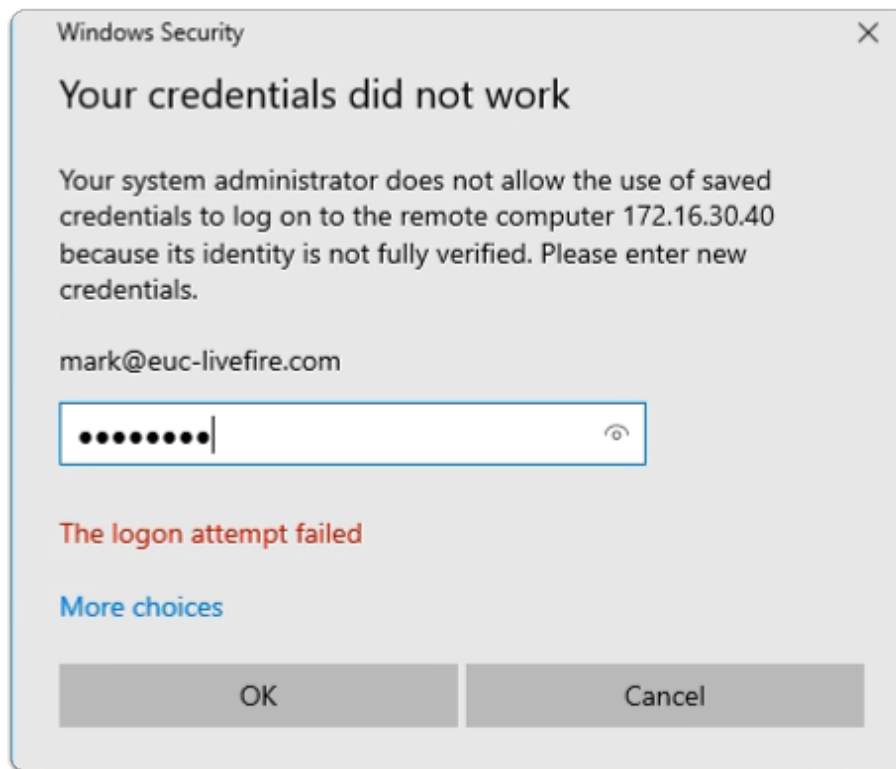 Windows Security
Your credentials did not work
Your system administrator does not allow the use of saved
credentials to log on to the remote computer 172.16.30.40
because its identity is not fully verified. Please enter new
credentials.
mark@euc-livefire.com
●●●●●●●●
The logon attempt failed
More choices
OK Cancel